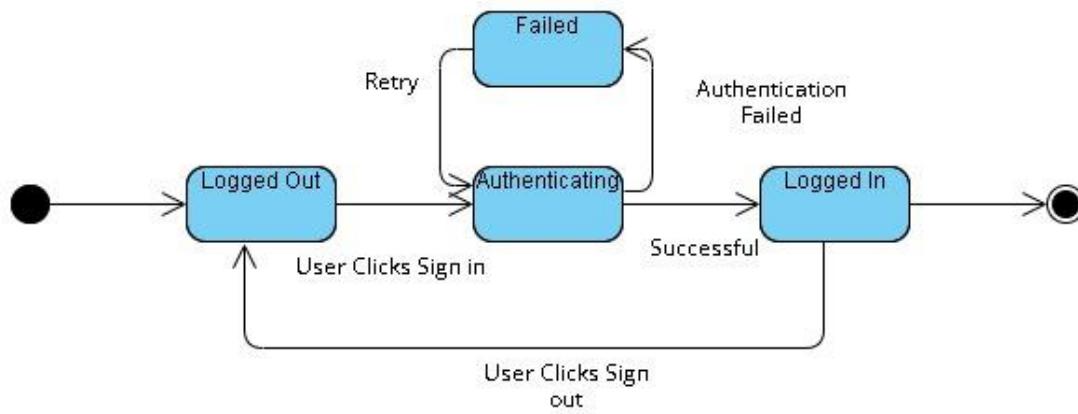 Failed
Retry
Authentication
Failed
Logged Out
Authenticating
Logged In
User Clicks Sign in
Successful
User Clicks Sign
out